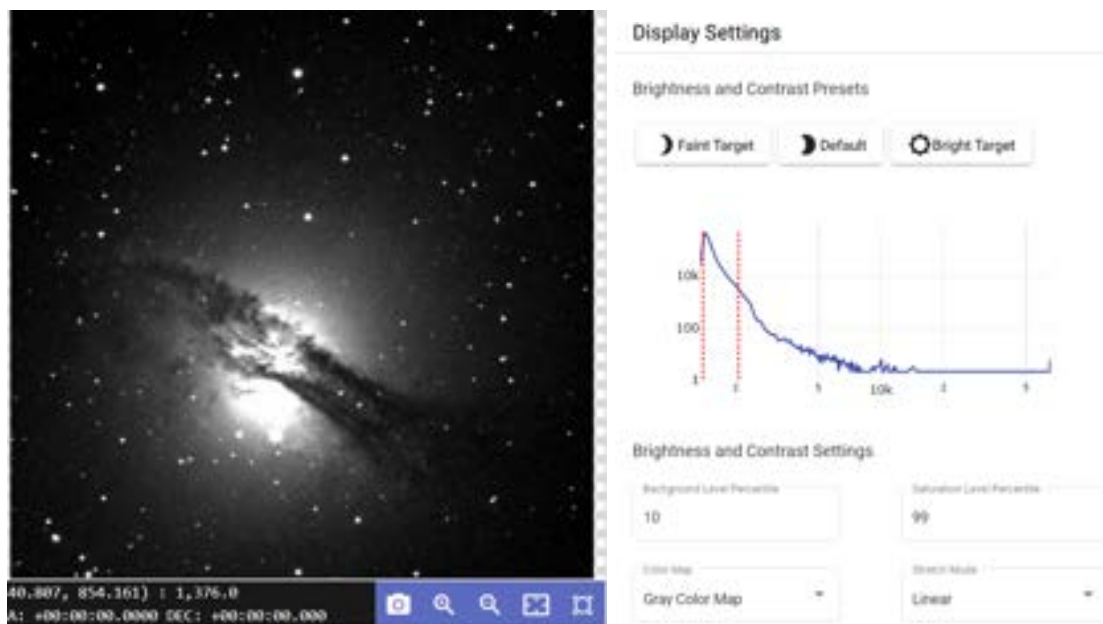 Display Settings
Brightness and Contrast Presets
Faint Target
Default
Bright Target
10k
100
1
1 5 10k 2 5
Brightness and Contrast Settings
Background Level Percentile
10
Saturation Level Percentile
99
Color Map
Gray Color Map
Stretch Mode
Linear
40.807, 854.161) : 1,376.0
A: +00:00:00.0000 DEC: +00:00:00.000